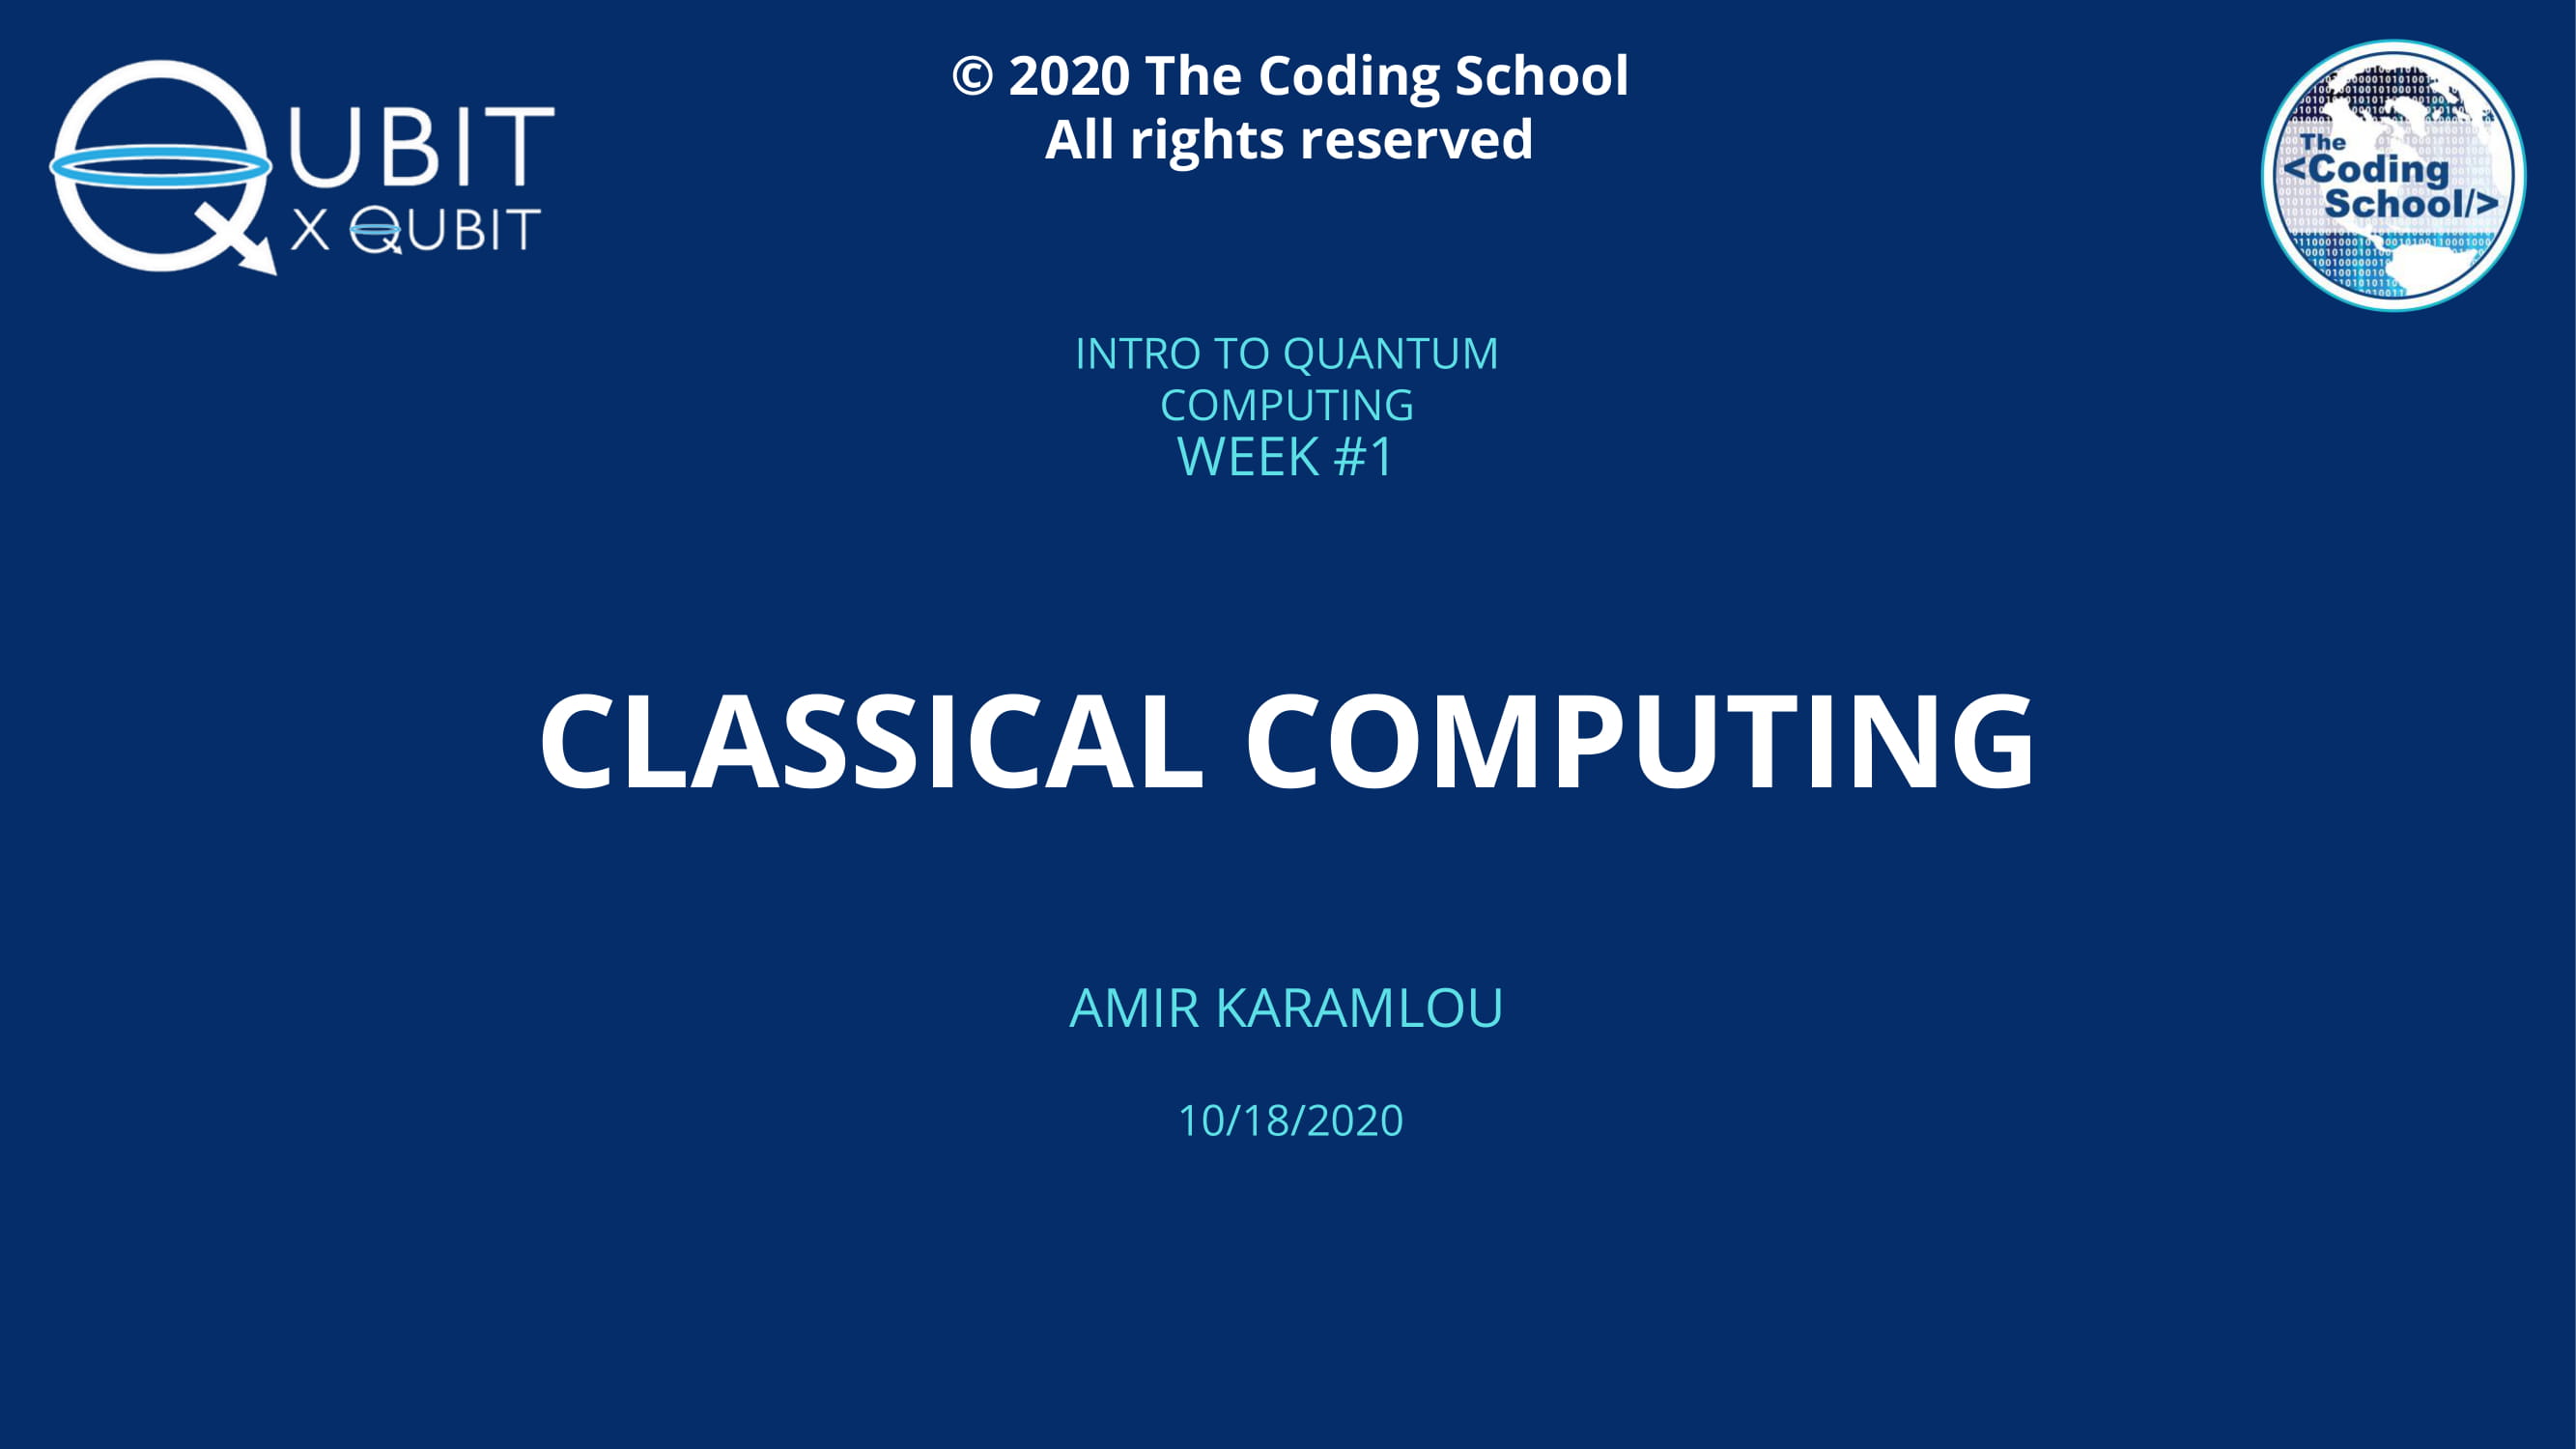 QUBIT
X QUBIT
© 2020 The Coding School
All rights reserved
The
<Coding
School/>
INTRO TO QUANTUM
COMPUTING
WEEK #1
CLASSICAL COMPUTING
AMIR KARAMLOU
10/18/2020